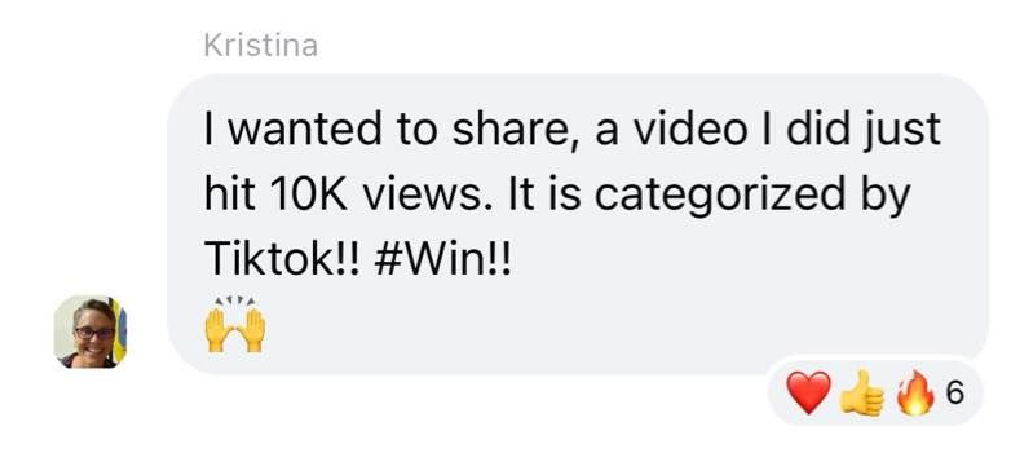 Kristina
I wanted to share, a video I did just
hit 10K views. It is categorized by
Tiktok!! #Win!!
🙌
❤️👍🔥 6